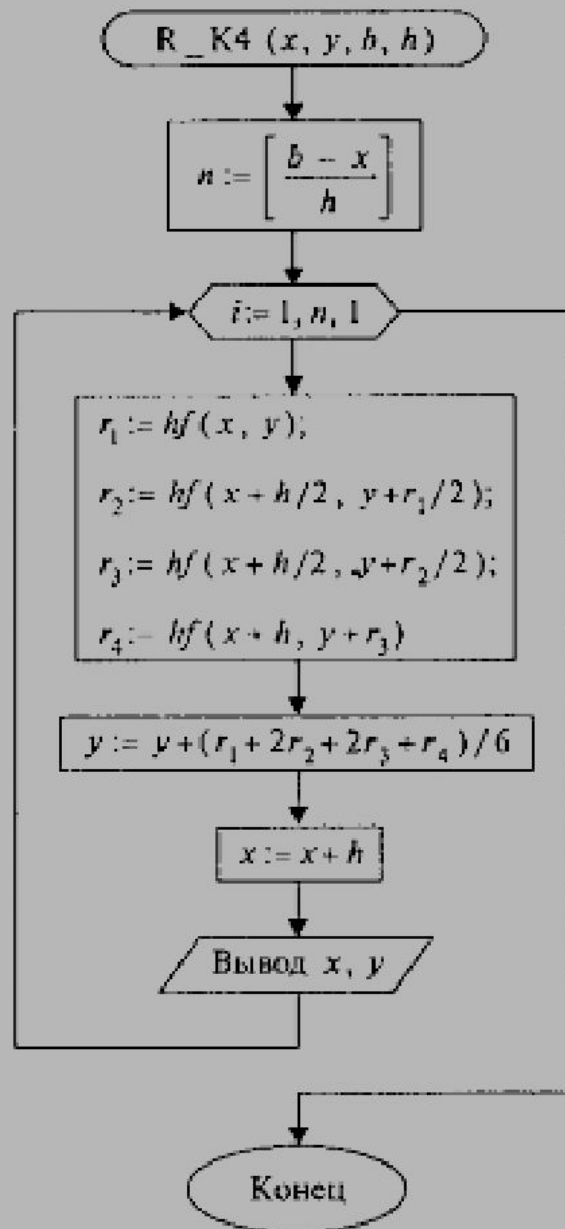 R_K4 (x, y, h, h)
n := [ (b − x) / h ]
i := 1, n, 1
r₁ := hf(x, y);
r₂ := hf(x + h/2, y+r₁/2);
r₃ := hf(x + h/2, y+r₂/2);
r₄ := hf(x + h, y+r₃)
y := y+(r₁+2r₂+2r₃+r₄)/6
x := x + h
Вывод x, y
Конец